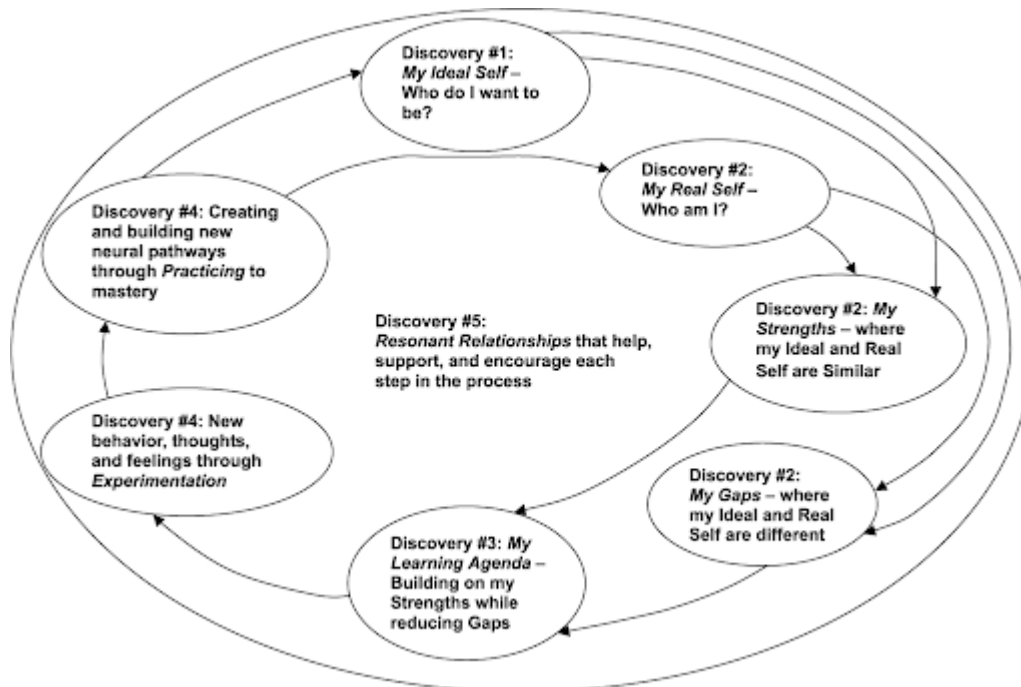 Discovery #1:
My Ideal Self –
Who do I want to
be?
Discovery #2:
My Real Self –
Who am I?
Discovery #2: My
Strengths – where
my Ideal and Real
Self are Similar
Discovery #2:
My Gaps – where
my Ideal and Real
Self are different
Discovery #3: My
Learning Agenda –
Building on my
Strengths while
reducing Gaps
Discovery #4: New
behavior, thoughts,
and feelings through
Experimentation
Discovery #4: Creating
and building new
neural pathways
through Practicing to
mastery
Discovery #5:
Resonant Relationships that help,
support, and encourage each
step in the process